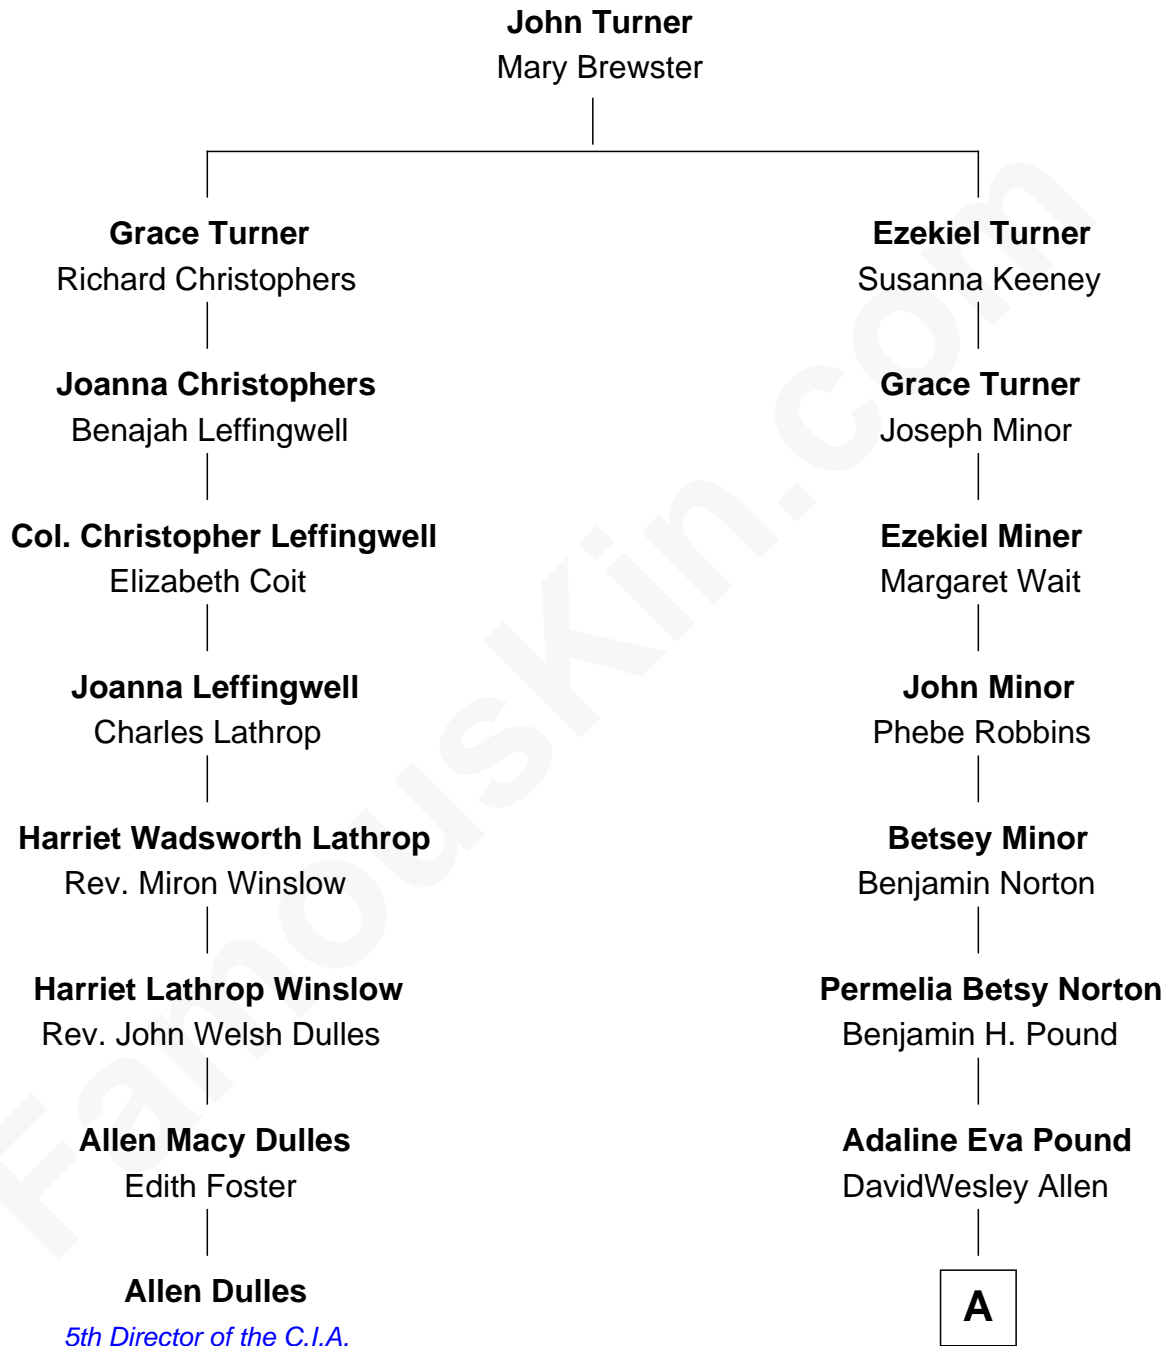 John Turner
Mary Brewster
Grace Turner
Richard Christophers
Ezekiel Turner
Susanna Keeney
Joanna Christophers
Benajah Leffingwell
Grace Turner
Joseph Minor
Col. Christopher Leffingwell
Elizabeth Coit
Ezekiel Miner
Margaret Wait
Joanna Leffingwell
Charles Lathrop
John Minor
Phebe Robbins
Harriet Wadsworth Lathrop
Rev. Miron Winslow
Betsey Minor
Benjamin Norton
Harriet Lathrop Winslow
Rev. John Welsh Dulles
Permelia Betsy Norton
Benjamin H. Pound
Allen Macy Dulles
Edith Foster
Adaline Eva Pound
DavidWesley Allen
Allen Dulles
5th Director of the C.I.A.
A
FamousKin.com